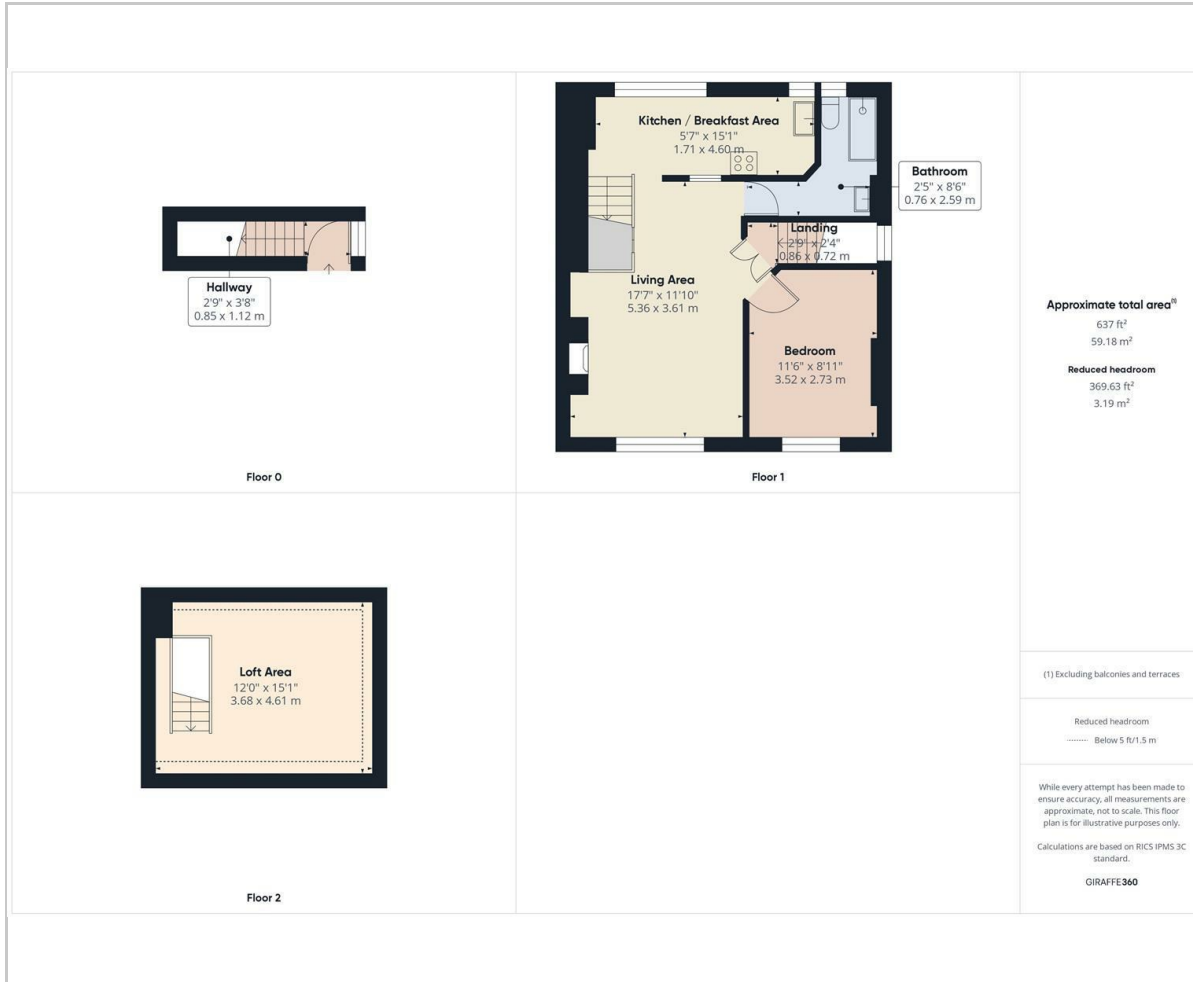 Hallway
2'9" x 3'8"
0.85 x 1.12 m
Floor 0
Kitchen / Breakfast Area
5'7" x 15'1"
1.71 x 4.60 m
Bathroom
2'5" x 8'6"
0.76 x 2.59 m
Landing
2'9" x 2'4"
0.86 x 0.72 m
Living Area
17'7" x 11'10"
5.36 x 3.61 m
Bedroom
11'6" x 8'11"
3.52 x 2.73 m
Floor 1
Loft Area
12'0" x 15'1"
3.68 x 4.61 m
Floor 2
Approximate total area⁽¹⁾
637 ft²
59.18 m²
Reduced headroom
369.63 ft²
3.19 m²
(1) Excluding balconies and terraces
Reduced headroom
Below 5 ft/1.5 m
While every attempt has been made to
ensure accuracy, all measurements are
approximate, not to scale. This floor
plan is for illustrative purposes only.
Calculations are based on RICS IPMS 3C
standard.
GIRAFFE360